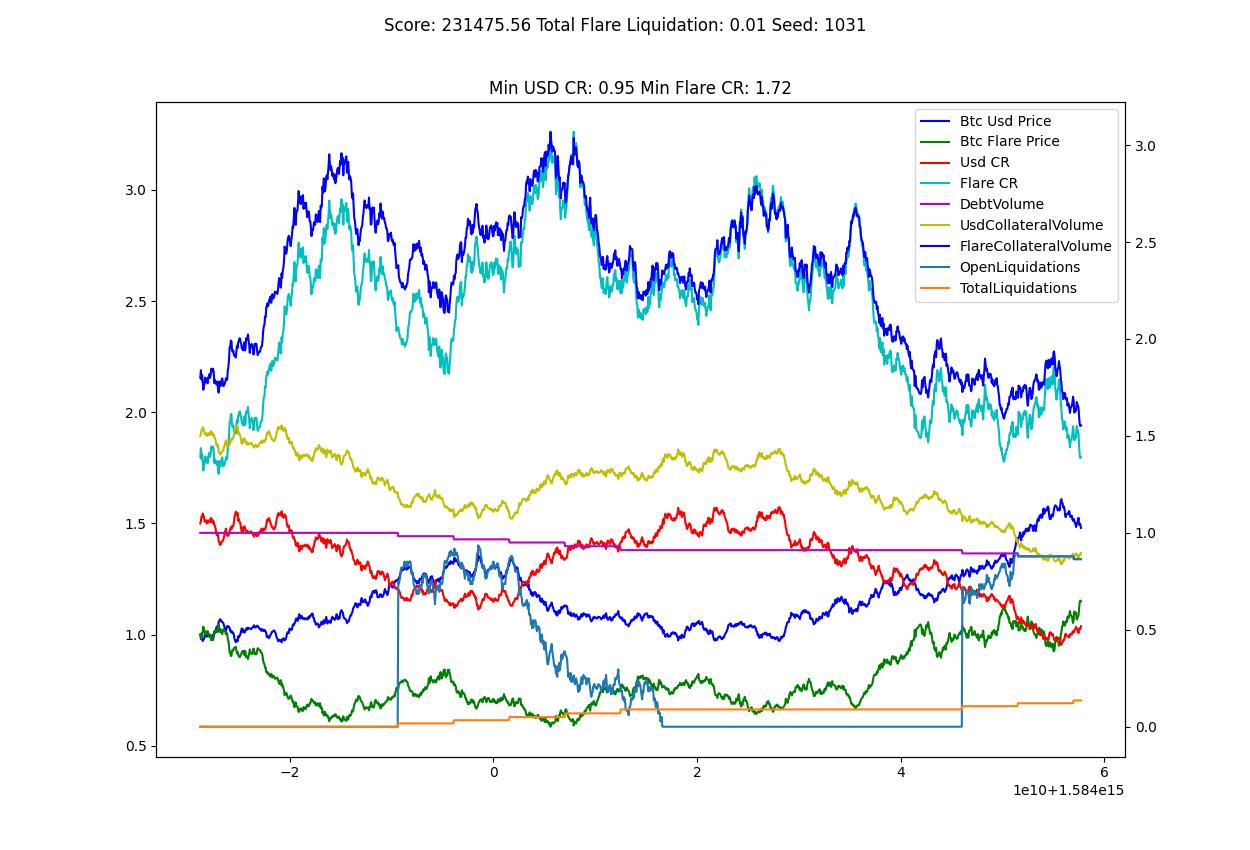 Score: 231475.56 Total Flare Liquidation: 0.01 Seed: 1031
Min USD CR: 0.95 Min Flare CR: 1.72
Btc Usd Price
Btc Flare Price
Usd CR
Flare CR
DebtVolume
UsdCollateralVolume
FlareCollateralVolume
OpenLiquidations
TotalLiquidations
3.0
2.5
2.0
1.5
1.0
0.5
3.0
2.5
2.0
1.5
1.0
0.5
0.0
−2
0
2
4
6
1e10+1.584e15